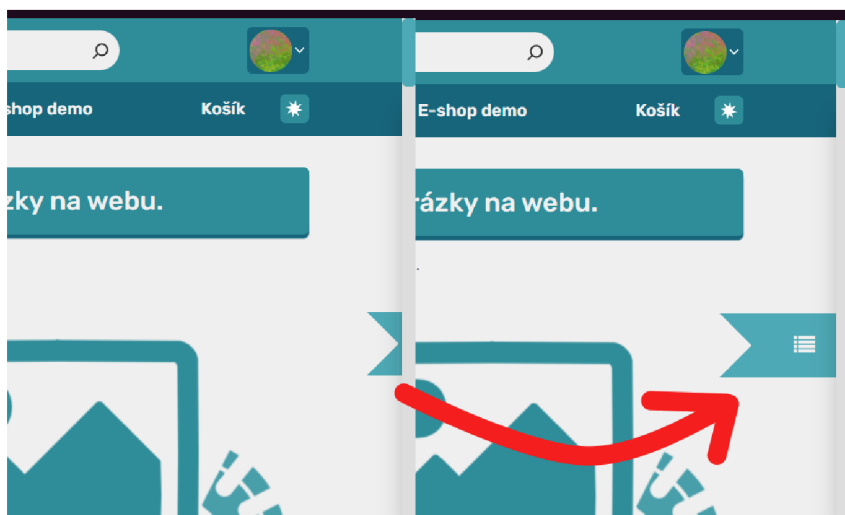 shop demo
Košík
zky na webu.
E-shop demo
Košík
rázky na webu.